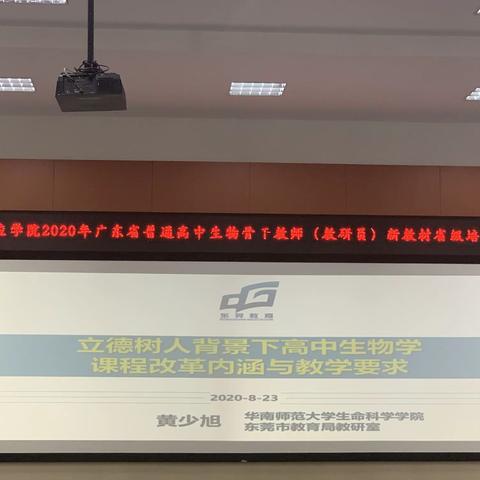 学院2020年广东省普通高中生物骨干教师（教研员）新教材省级培
东莞教育
立德树人背景下高中生物学
课程改革内涵与教学要求
2020-8-23
黄少旭 华南师范大学生命科学学院
东莞市教育局教研室